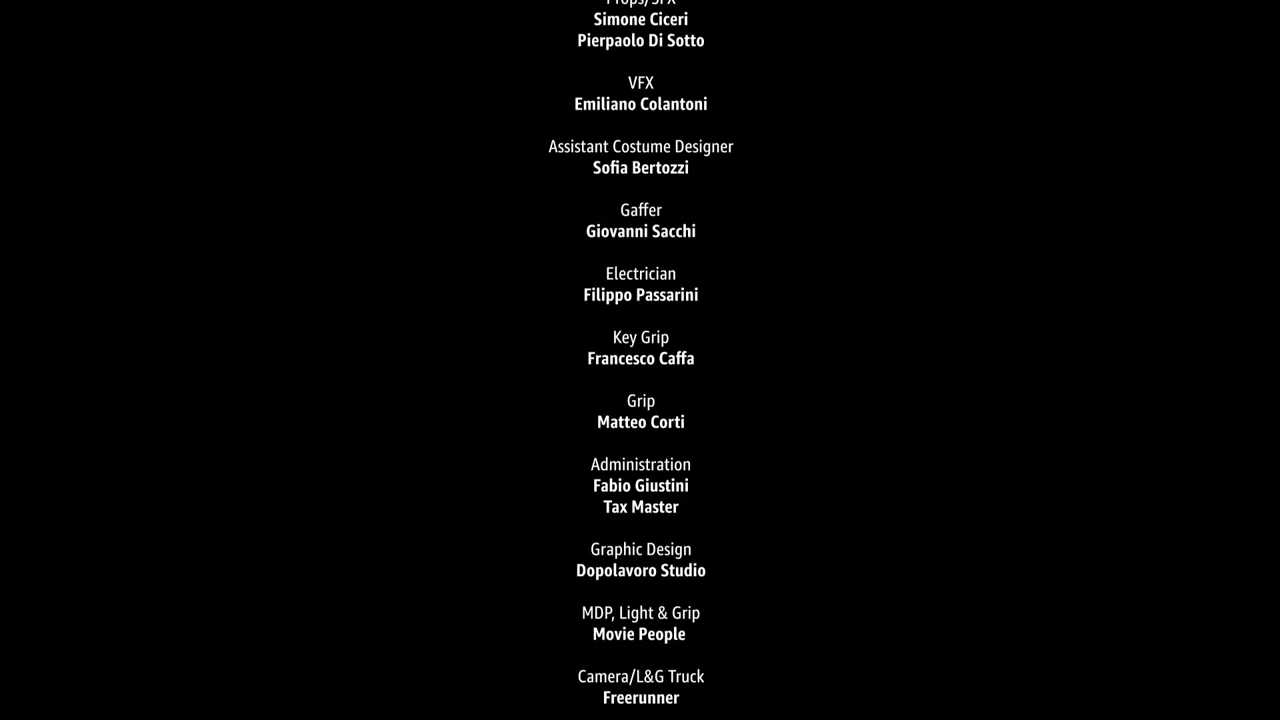 Props/SFX
Simone Ciceri
Pierpaolo Di Sotto
VFX
Emiliano Colantoni
Assistant Costume Designer
Sofia Bertozzi
Gaffer
Giovanni Sacchi
Electrician
Filippo Passarini
Key Grip
Francesco Caffa
Grip
Matteo Corti
Administration
Fabio Giustini
Tax Master
Graphic Design
Dopolavoro Studio
MDP, Light & Grip
Movie People
Camera/L&G Truck
Freerunner